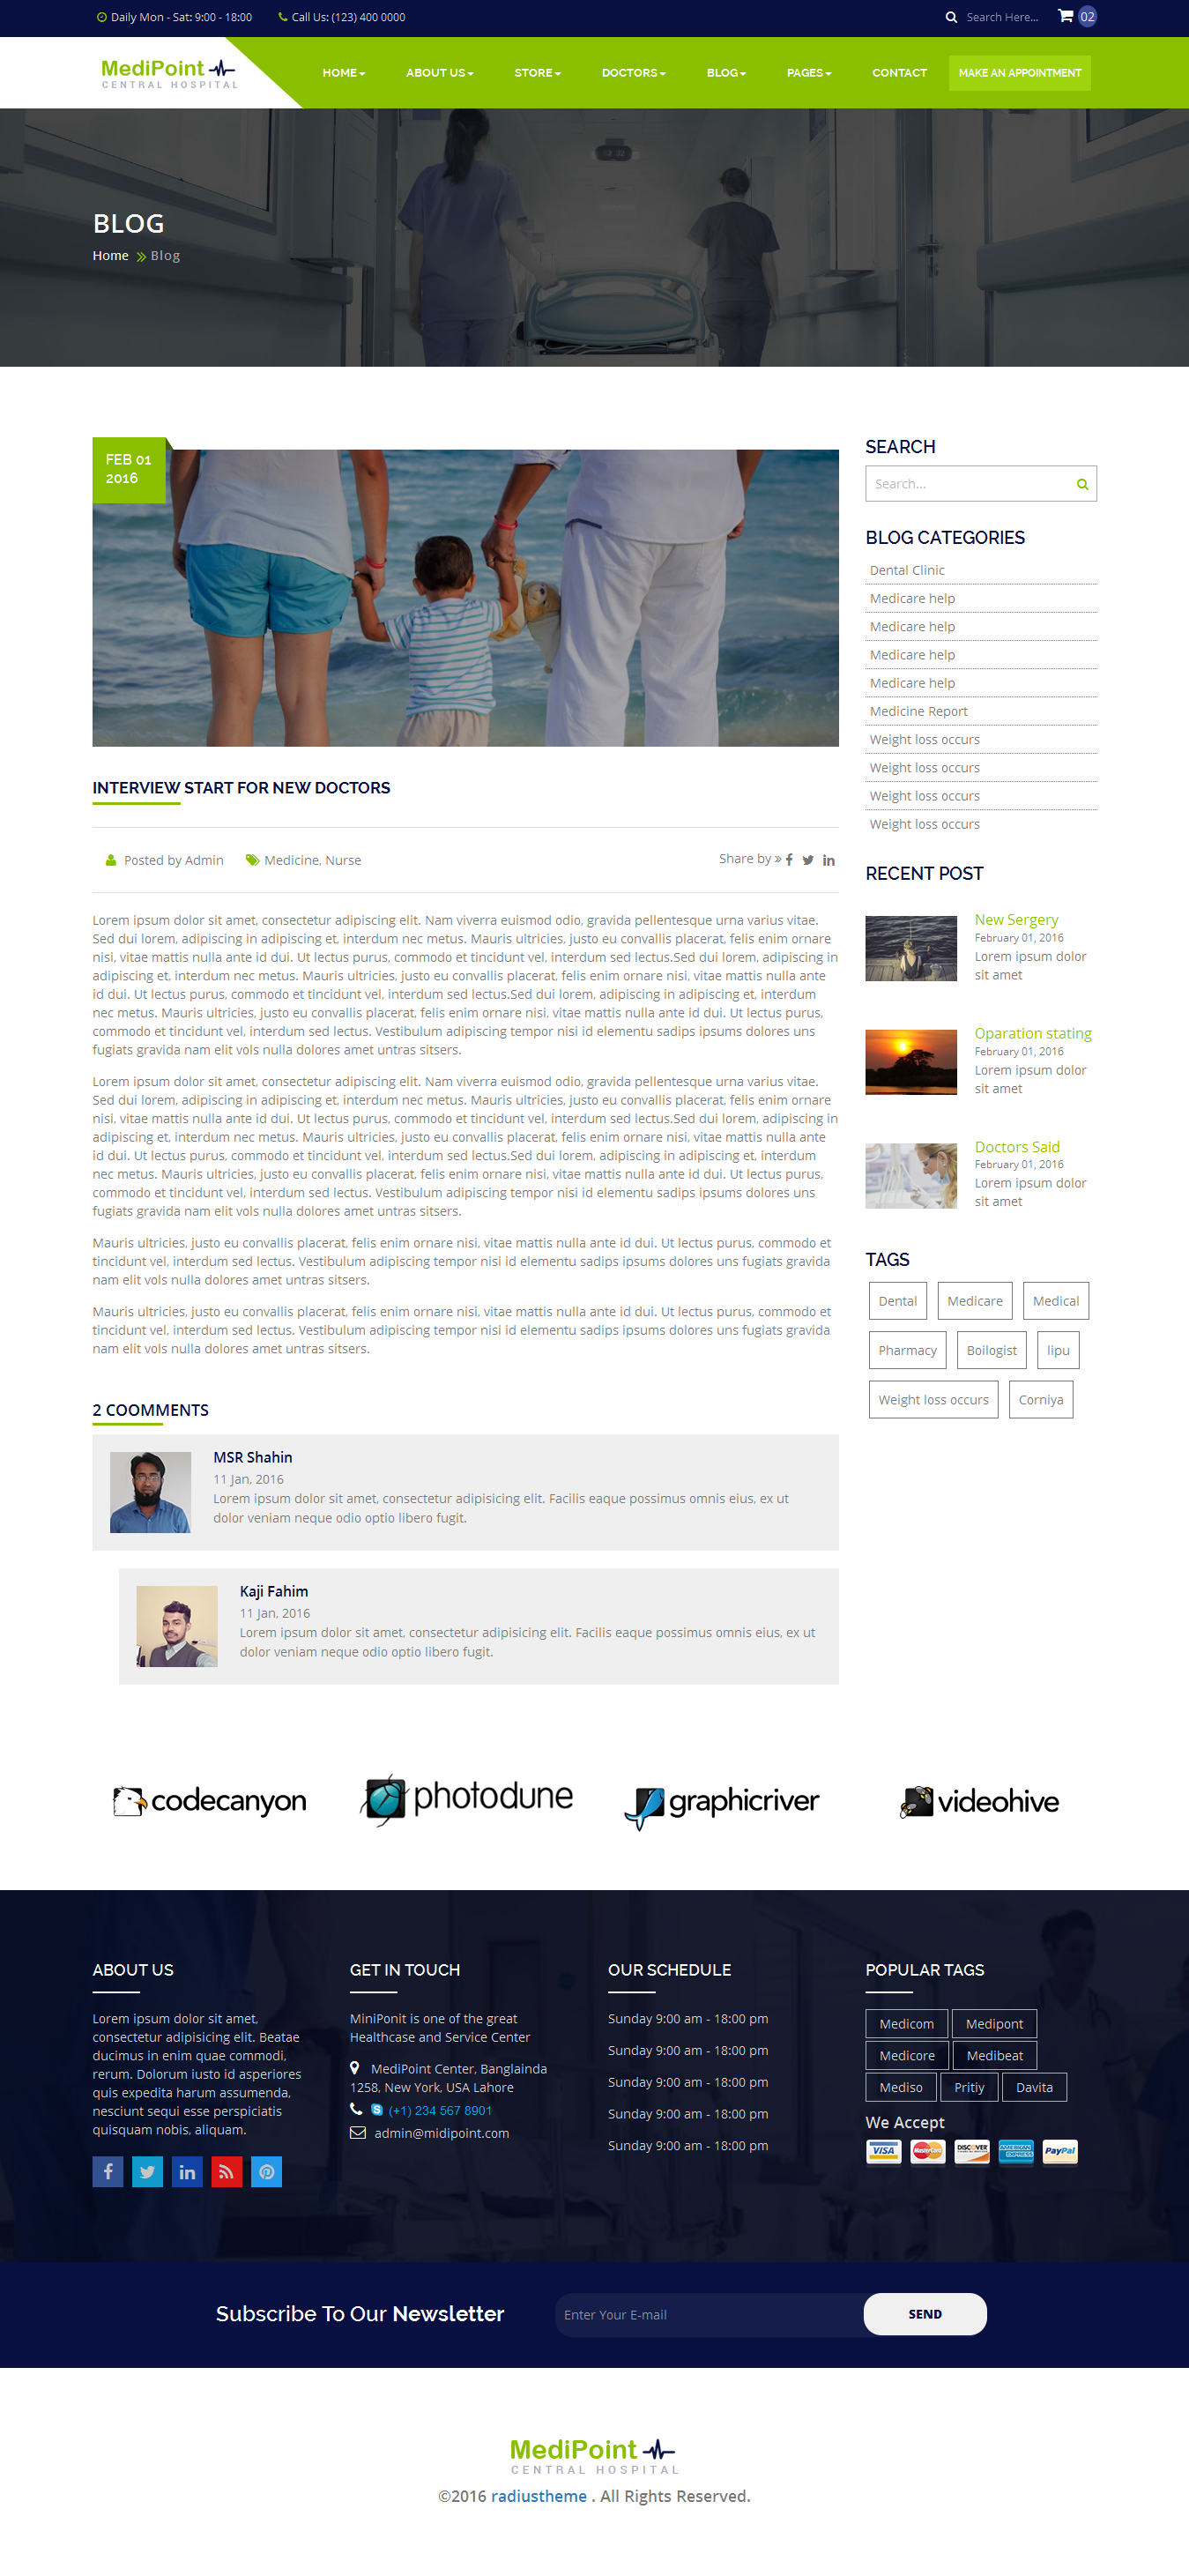 Daily Mon - Sat: 9:00 - 18:00 Call Us: (123) 400 0000 Search Here... 02
MediPoint
CENTRAL HOSPITAL
HOME ABOUT US STORE DOCTORS BLOG PAGES CONTACT MAKE AN APPOINTMENT
BLOG
Home Blog
FEB 01
2016
INTERVIEW START FOR NEW DOCTORS
Posted by Admin Medicine, Nurse Share by »
Lorem ipsum dolor sit amet, consectetur adipiscing elit. Nam viverra euismod odio, gravida pellentesque urna varius vitae.
Sed dui lorem, adipiscing in adipiscing et, interdum nec metus. Mauris ultricies, justo eu convallis placerat, felis enim ornare
nisi, vitae mattis nulla ante id dui. Ut lectus purus, commodo et tincidunt vel, interdum sed lectus.Sed dui lorem, adipiscing in
adipiscing et, interdum nec metus. Mauris ultricies, justo eu convallis placerat, felis enim ornare nisi, vitae mattis nulla ante
id dui. Ut lectus purus, commodo et tincidunt vel, interdum sed lectus.Sed dui lorem, adipiscing in adipiscing et, interdum
nec metus. Mauris ultricies, justo eu convallis placerat, felis enim ornare nisi, vitae mattis nulla ante id dui. Ut lectus purus,
commodo et tincidunt vel, interdum sed lectus. Vestibulum adipiscing tempor nisi id elementu sadips ipsums dolores uns
fugiats gravida nam elit vols nulla dolores amet untras sitsers.
Lorem ipsum dolor sit amet, consectetur adipiscing elit. Nam viverra euismod odio, gravida pellentesque urna varius vitae.
Sed dui lorem, adipiscing in adipiscing et, interdum nec metus. Mauris ultricies, justo eu convallis placerat, felis enim ornare
nisi, vitae mattis nulla ante id dui. Ut lectus purus, commodo et tincidunt vel, interdum sed lectus.Sed dui lorem, adipiscing in
adipiscing et, interdum nec metus. Mauris ultricies, justo eu convallis placerat, felis enim ornare nisi, vitae mattis nulla ante
id dui. Ut lectus purus, commodo et tincidunt vel, interdum sed lectus.Sed dui lorem, adipiscing in adipiscing et, interdum
nec metus. Mauris ultricies, justo eu convallis placerat, felis enim ornare nisi, vitae mattis nulla ante id dui. Ut lectus purus,
commodo et tincidunt vel, interdum sed lectus. Vestibulum adipiscing tempor nisi id elementu sadips ipsums dolores uns
fugiats gravida nam elit vols nulla dolores amet untras sitsers.
Mauris ultricies, justo eu convallis placerat, felis enim ornare nisi, vitae mattis nulla ante id dui. Ut lectus purus, commodo et
tincidunt vel, interdum sed lectus. Vestibulum adipiscing tempor nisi id elementu sadips ipsums dolores uns fugiats gravida
nam elit vols nulla dolores amet untras sitsers.
Mauris ultricies, justo eu convallis placerat, felis enim ornare nisi, vitae mattis nulla ante id dui. Ut lectus purus, commodo et
tincidunt vel, interdum sed lectus. Vestibulum adipiscing tempor nisi id elementu sadips ipsums dolores uns fugiats gravida
nam elit vols nulla dolores amet untras sitsers.
2 COOMMENTS
MSR Shahin
11 Jan, 2016
Lorem ipsum dolor sit amet, consectetur adipisicing elit. Facilis eaque possimus omnis eius, ex ut
dolor veniam neque odio optio libero fugit.
Kaji Fahim
11 Jan, 2016
Lorem ipsum dolor sit amet, consectetur adipisicing elit. Facilis eaque possimus omnis eius, ex ut
dolor veniam neque odio optio libero fugit.
SEARCH
Search...
BLOG CATEGORIES
Dental Clinic
Medicare help
Medicare help
Medicare help
Medicare help
Medicine Report
Weight loss occurs
Weight loss occurs
Weight loss occurs
Weight loss occurs
RECENT POST
New Sergery
February 01, 2016
Lorem ipsum dolor
sit amet
Oparation stating
February 01, 2016
Lorem ipsum dolor
sit amet
Doctors Said
February 01, 2016
Lorem ipsum dolor
sit amet
TAGS
Dental Medicare Medical
Pharmacy Boilogist lipu
Weight loss occurs Corniya
codecanyon photodune graphicriver videohive
ABOUT US
Lorem ipsum dolor sit amet,
consectetur adipisicing elit. Beatae
ducimus in enim quae commodi,
rerum. Dolorum iusto id asperiores
quis expedita harum assumenda,
nesciunt sequi esse perspiciatis
quisquam nobis, aliquam.
GET IN TOUCH
MiniPonit is one of the great
Healthcase and Service Center
MediPoint Center, Banglainda
1258, New York, USA Lahore
(+1) 234 567 8901
admin@midipoint.com
OUR SCHEDULE
Sunday 9:00 am - 18:00 pm
Sunday 9:00 am - 18:00 pm
Sunday 9:00 am - 18:00 pm
Sunday 9:00 am - 18:00 pm
Sunday 9:00 am - 18:00 pm
POPULAR TAGS
Medicom Medipont
Medicore Medibeat
Mediso Pritiy Davita
We Accept
VISA MasterCard DISCOVER AMERICAN EXPRESS PayPal
Subscribe To Our Newsletter Enter Your E-mail SEND
MediPoint
CENTRAL HOSPITAL
©2016 radiustheme . All Rights Reserved.